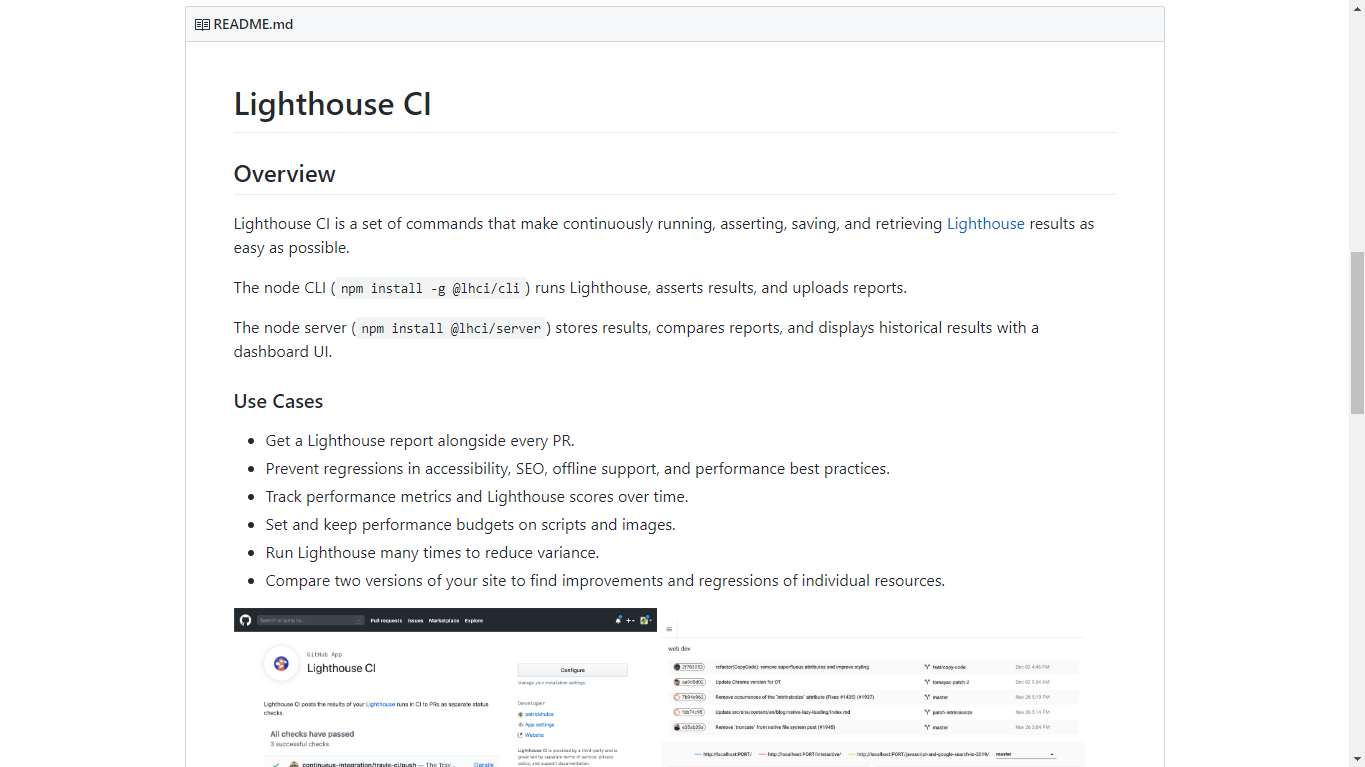 README.md
Lighthouse CI
Overview
Lighthouse CI is a set of commands that make continuously running, asserting, saving, and retrieving Lighthouse results as
easy as possible.
The node CLI ( npm install -g @lhci/cli ) runs Lighthouse, asserts results, and uploads reports.
The node server ( npm install @lhci/server ) stores results, compares reports, and displays historical results with a
dashboard UI.
Use Cases
Get a Lighthouse report alongside every PR.
Prevent regressions in accessibility, SEO, offline support, and performance best practices.
Track performance metrics and Lighthouse scores over time.
Set and keep performance budgets on scripts and images.
Run Lighthouse many times to reduce variance.
Compare two versions of your site to find improvements and regressions of individual resources.
Search or jump to... Pull requests Issues Marketplace Explore
GitHub App
Lighthouse CI
Configure
Manage your installation settings.
Lighthouse CI posts the results of your Lighthouse runs in CI to PRs as separate status
checks.
Developer
patrickhulce
App settings
Website
All checks have passed
3 successful checks
Lighthouse CI is provided by a third-party and is
governed by separate terms of service, privacy
policy, and support documentation.
continuous-integration/travis-ci/push — The Trav... Details
web.dev
2f763352 refactor(CopyCode): remove superfluous attributes and improve styling feat/copy-code Dec 02 4:46 PM
Update Chrome version for OT tomayac-patch-2 Dec 02 9:34 AM
7b94a962 Remove occurrences of the 'intrinsicsize' attribute (Fixes #1435) (#1937) master Nov 26 5:19 PM
fdb74c95 Update src/site/content/en/blog/native-lazy-loading/index.md patch-intrinsicsize Nov 26 5:14 PM
e35ab35a Remove 'truncate' from native file system post (#1945) master Nov 26 2:04 PM
http://localhost:PORT/ http://localhost:PORT/interactive/ http://localhost:PORT/javascript-and-google-search-io-2019/ master